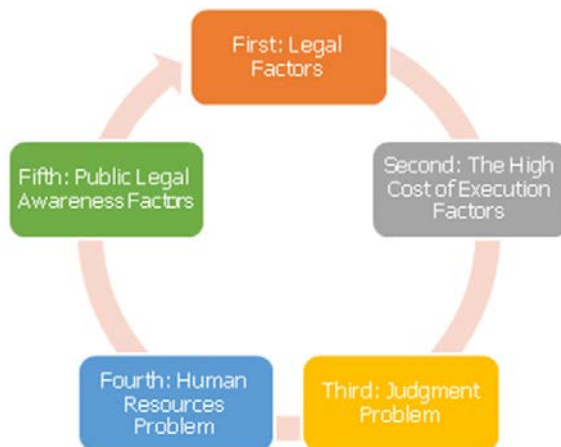 First: Legal
Factors
Second: The High
Cost of Execution
Factors
Third: Judgment
Problem
Fourth: Human
Resources
Problem
Fifth: Public Legal
Awareness Factors